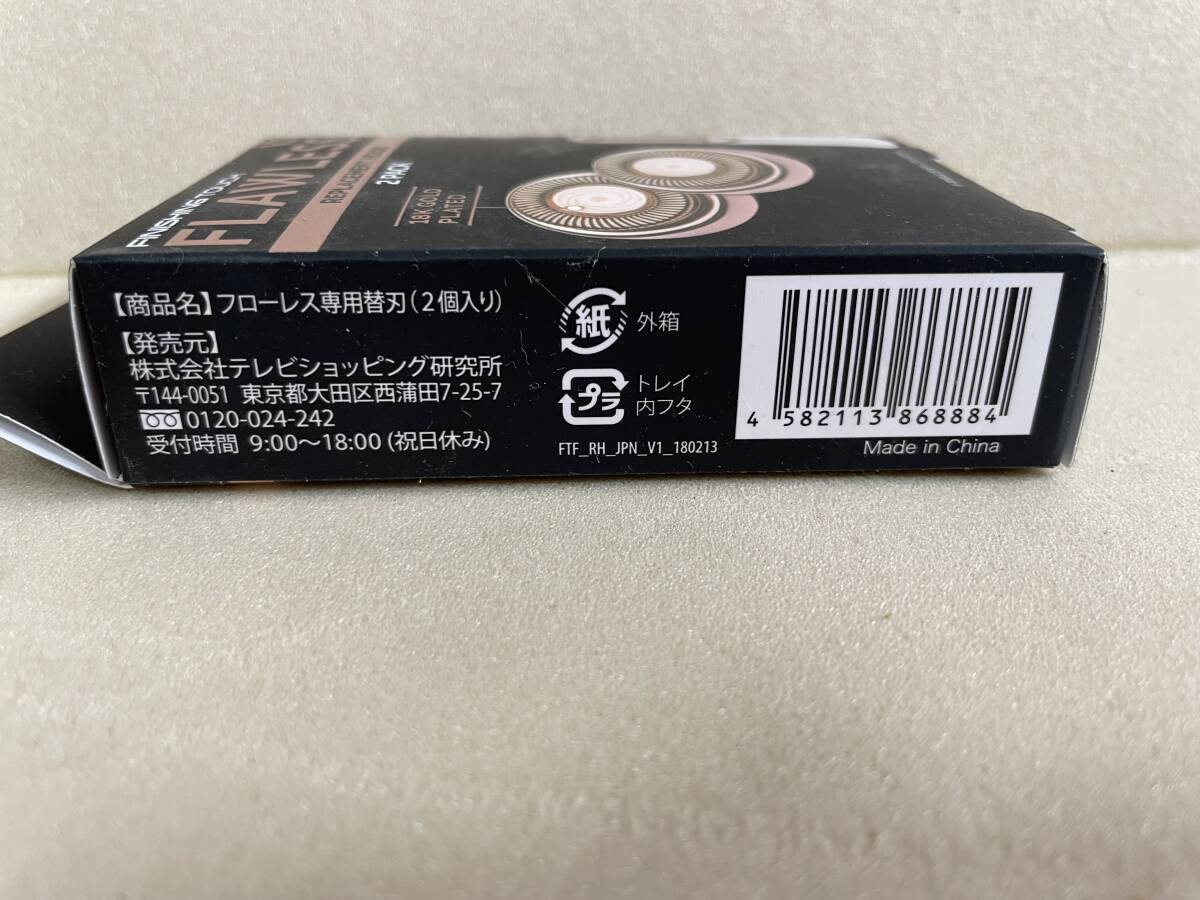 FINISHING TOUCH
FLAWLESS
REPLACEMENT
2 PACK
18K GOLD
PLATED
【商品名】フローレス専用替刃(2個入り)
【発売元】
株式会社テレビショッピング研究所
〒144-0051 東京都大田区西蒲田7-25-7
0120-024-242
受付時間 9:00〜18:00 (祝日休み)
紙 外箱
プラ トレイ
内フタ
FTF_RH_JPN_V1_180213
4 582113 868884
Made in China